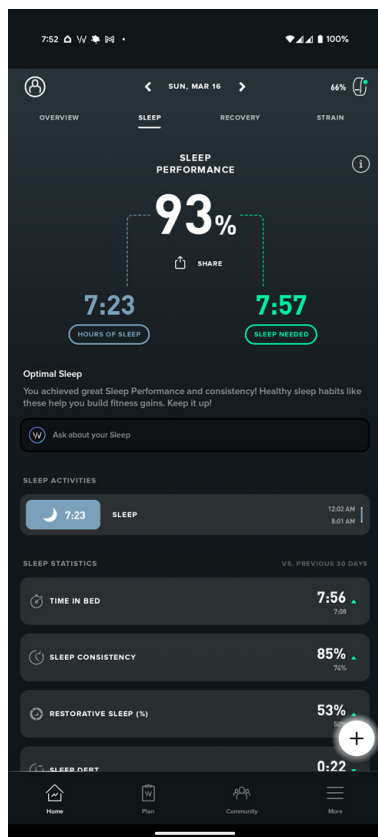 7:52
100%
SUN, MAR 16
66%
OVERVIEW SLEEP RECOVERY STRAIN
SLEEP
PERFORMANCE
93%
SHARE
7:23 7:57
HOURS OF SLEEP SLEEP NEEDED
Optimal Sleep
You achieved great Sleep Performance and consistency! Healthy sleep habits like
these help you build fitness gains. Keep it up!
W Ask about your Sleep
SLEEP ACTIVITIES
7:23 SLEEP
12:02 AM
8:01 AM
SLEEP STATISTICS VS. PREVIOUS 30 DAYS
TIME IN BED 7:56
7:08
SLEEP CONSISTENCY 85%
74%
RESTORATIVE SLEEP (%) 53%
SLEEP DEBT 0:22
Home Plan Community More